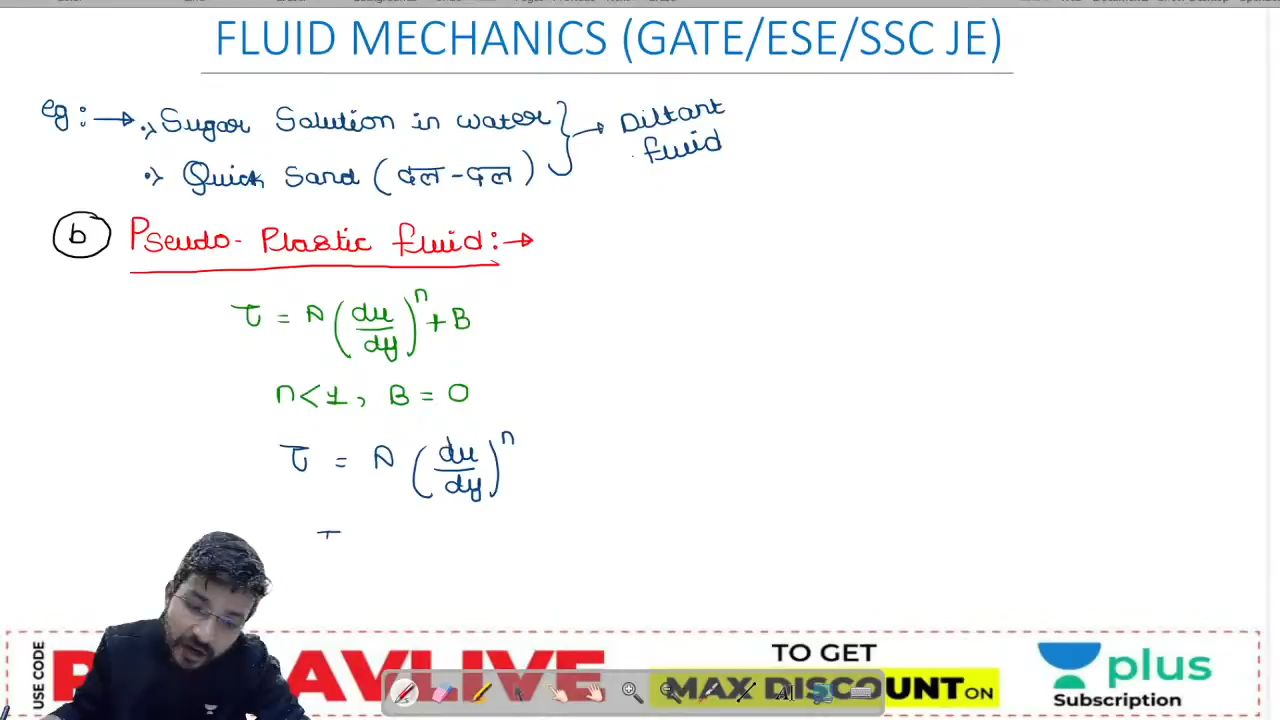 FLUID MECHANICS (GATE/ESE/SSC JE)
eg: → Sugar Solution in water
Quick Sand (दल-दल)
Diltant
fluid
b Pseudo-Plastic fluid: →
τ = A (du/dy)^n + B
n < 1, B = 0
τ = A (du/dy)^n
τ
USE CODE
AVLIVE
TO GET
MAX DISCOUNT ON
plus
Subscription